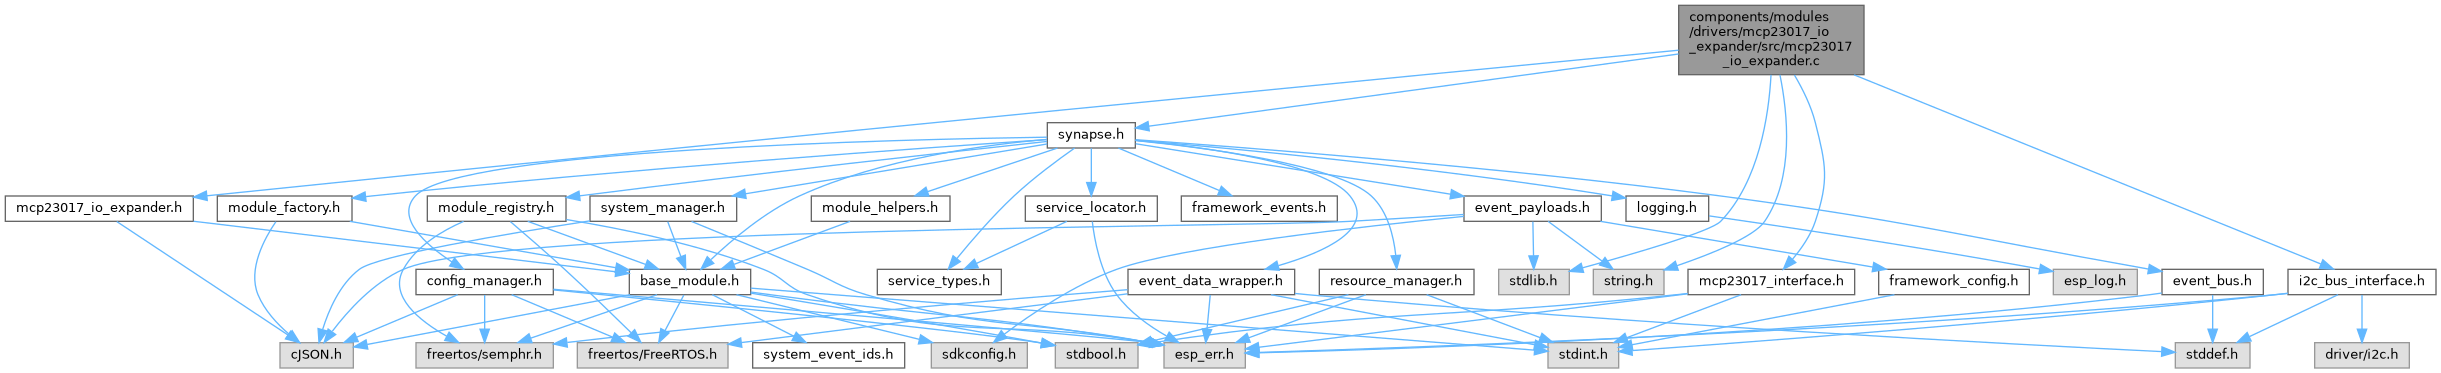 components/modules
/drivers/mcp23017_io
_expander/src/mcp23017
_io_expander.c
synapse.h
mcp23017_io_expander.h
module_factory.h
module_registry.h
system_manager.h
module_helpers.h
service_locator.h
framework_events.h
event_payloads.h
logging.h
config_manager.h
base_module.h
service_types.h
event_data_wrapper.h
resource_manager.h
stdlib.h
string.h
mcp23017_interface.h
framework_config.h
esp_log.h
event_bus.h
i2c_bus_interface.h
cJSON.h
freertos/semphr.h
freertos/FreeRTOS.h
system_event_ids.h
sdkconfig.h
stdbool.h
esp_err.h
stdint.h
stddef.h
driver/i2c.h